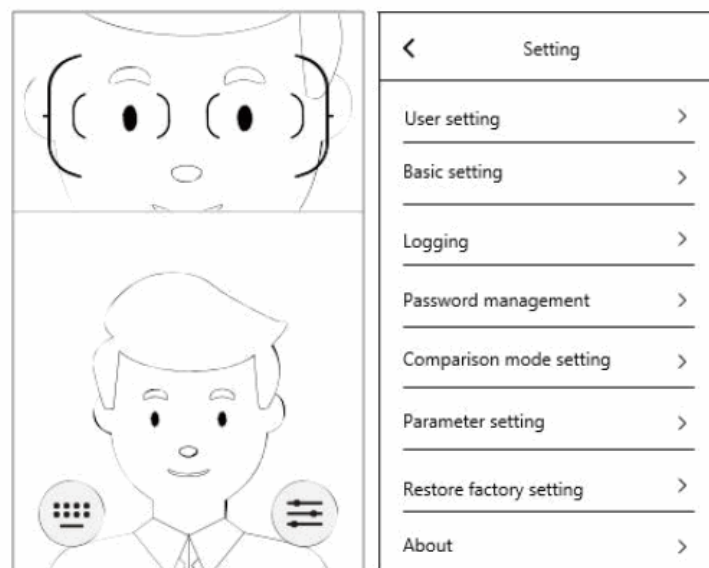 Setting
User setting
Basic setting
Logging
Password management
Comparison mode setting
Parameter setting
Restore factory setting
About